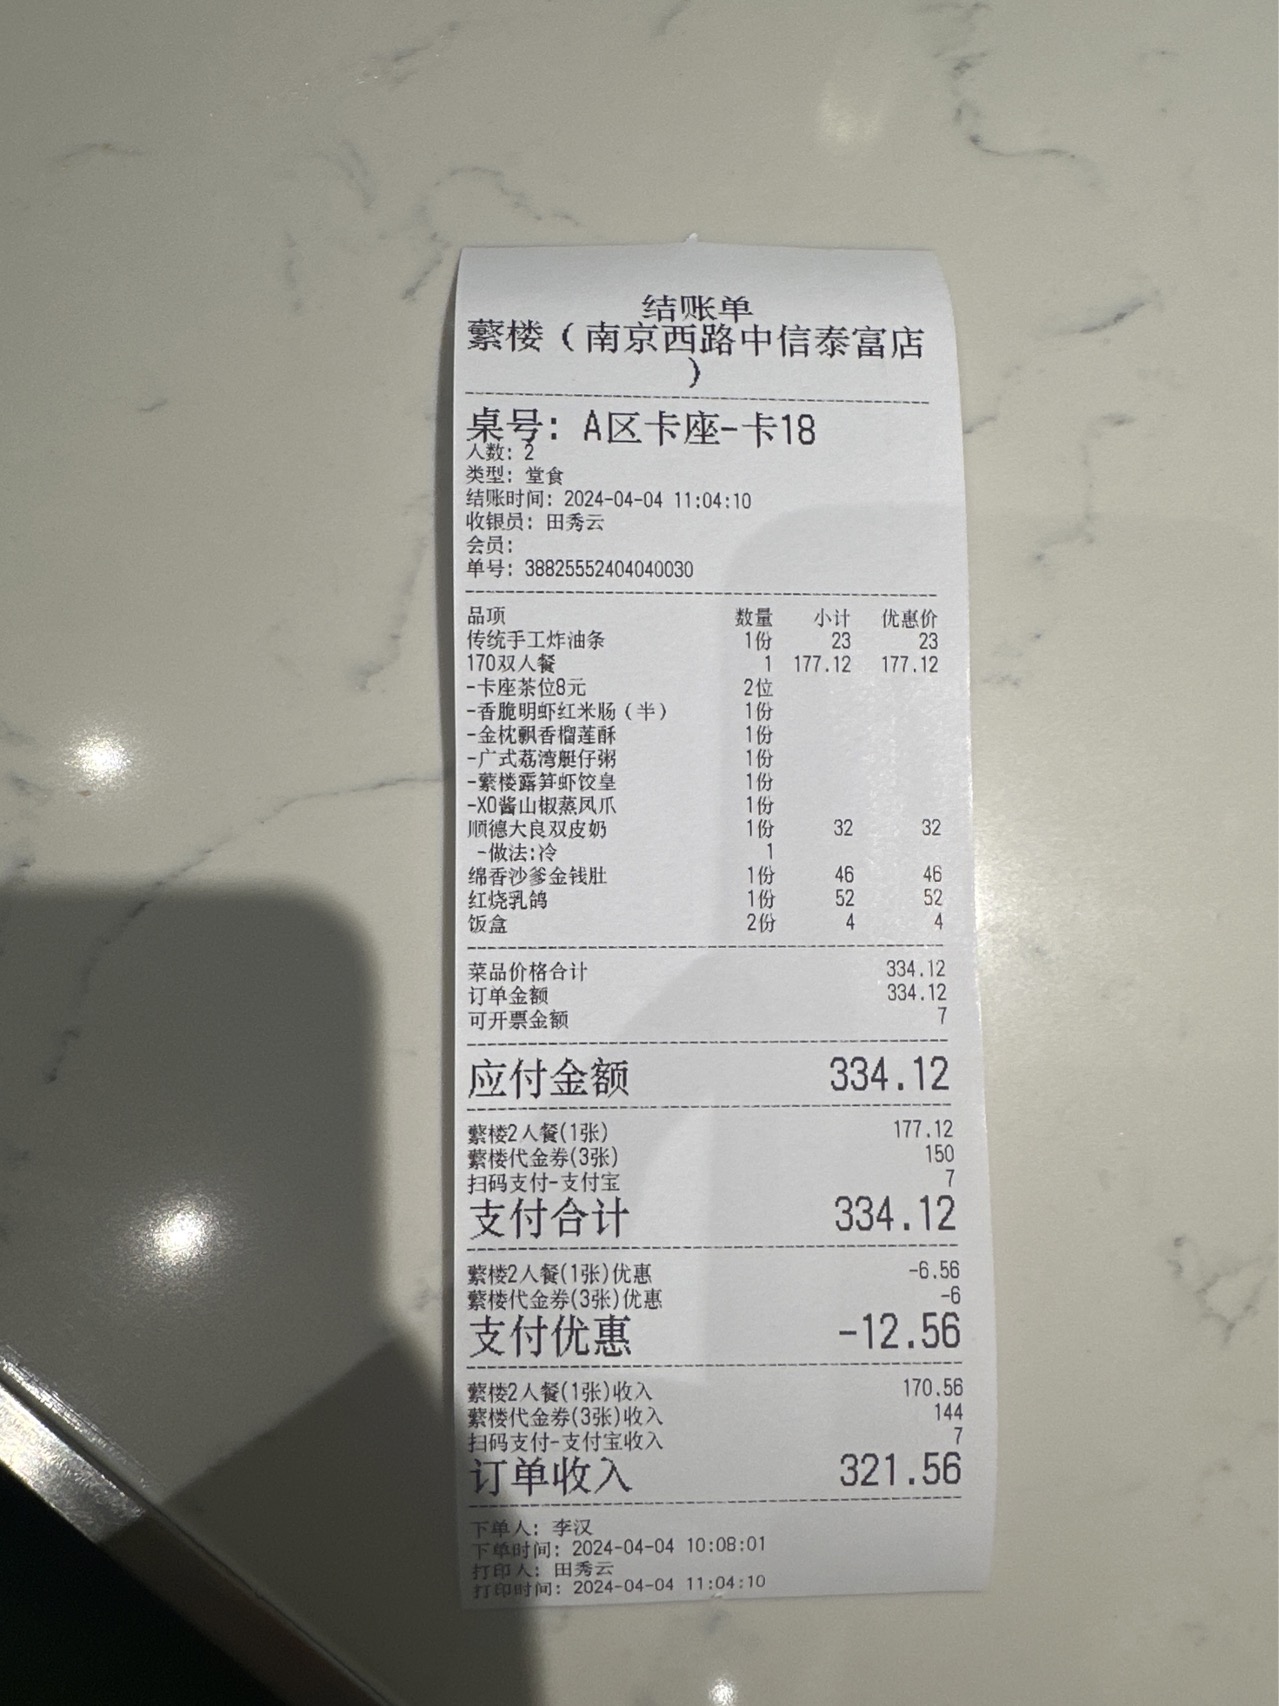 结账单
蘩楼（南京西路中信泰富店
）
桌号: A区卡座-卡18
人数: 2
类型: 堂食
结账时间: 2024-04-04 11:04:10
收银员: 田秀云
会员:
单号: 38825552404040030
品项 数量 小计 优惠价
传统手工炸油条 1份 23 23
170双人餐 1 177.12 177.12
-卡座茶位8元 2位
-香脆明虾红米肠（半） 1份
-金枕飘香榴莲酥 1份
-广式荔湾艇仔粥 1份
-蘩楼露笋虾饺皇 1份
-XO酱山椒蒸凤爪 1份
顺德大良双皮奶 1份 32 32
-做法:冷 1
绵香沙爹金钱肚 1份 46 46
红烧乳鸽 1份 52 52
饭盒 2份 4 4
菜品价格合计 334.12
订单金额 334.12
可开票金额 7
应付金额 334.12
蘩楼2人餐(1张) 177.12
蘩楼代金券(3张) 150
扫码支付-支付宝 7
支付合计 334.12
蘩楼2人餐(1张)优惠 -6.56
蘩楼代金券(3张)优惠 -6
支付优惠 -12.56
蘩楼2人餐(1张)收入 170.56
蘩楼代金券(3张)收入 144
扫码支付-支付宝收入 7
订单收入 321.56
下单人: 李汉
下单时间: 2024-04-04 10:08:01
打印人: 田秀云
打印时间: 2024-04-04 11:04:10